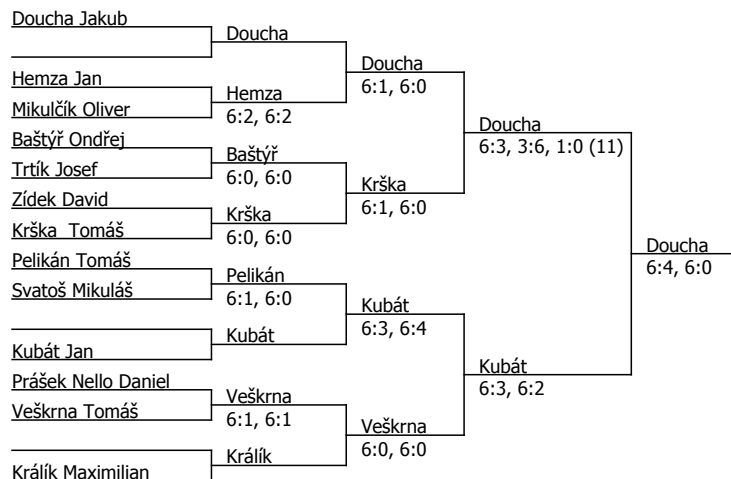 Doucha Jakub
Doucha
Hemza Jan
Doucha
6:1, 6:0
Mikulčík Oliver
Hemza
6:2, 6:2
Baštýř Ondřej
Doucha
6:3, 3:6, 1:0 (11)
Trtík Josef
Baštýř
6:0, 6:0
Zídek David
Krška
6:1, 6:0
Krška  Tomáš
Krška
6:0, 6:0
Pelikán Tomáš
Doucha
6:4, 6:0
Svatoš Mikuláš
Pelikán
6:1, 6:0
Kubát
6:3, 6:4
Kubát Jan
Kubát
Prášek Nello Daniel
Kubát
6:3, 6:2
Veškrna Tomáš
Veškrna
6:1, 6:1
Veškrna
6:0, 6:0
Králík
Králík Maximilian